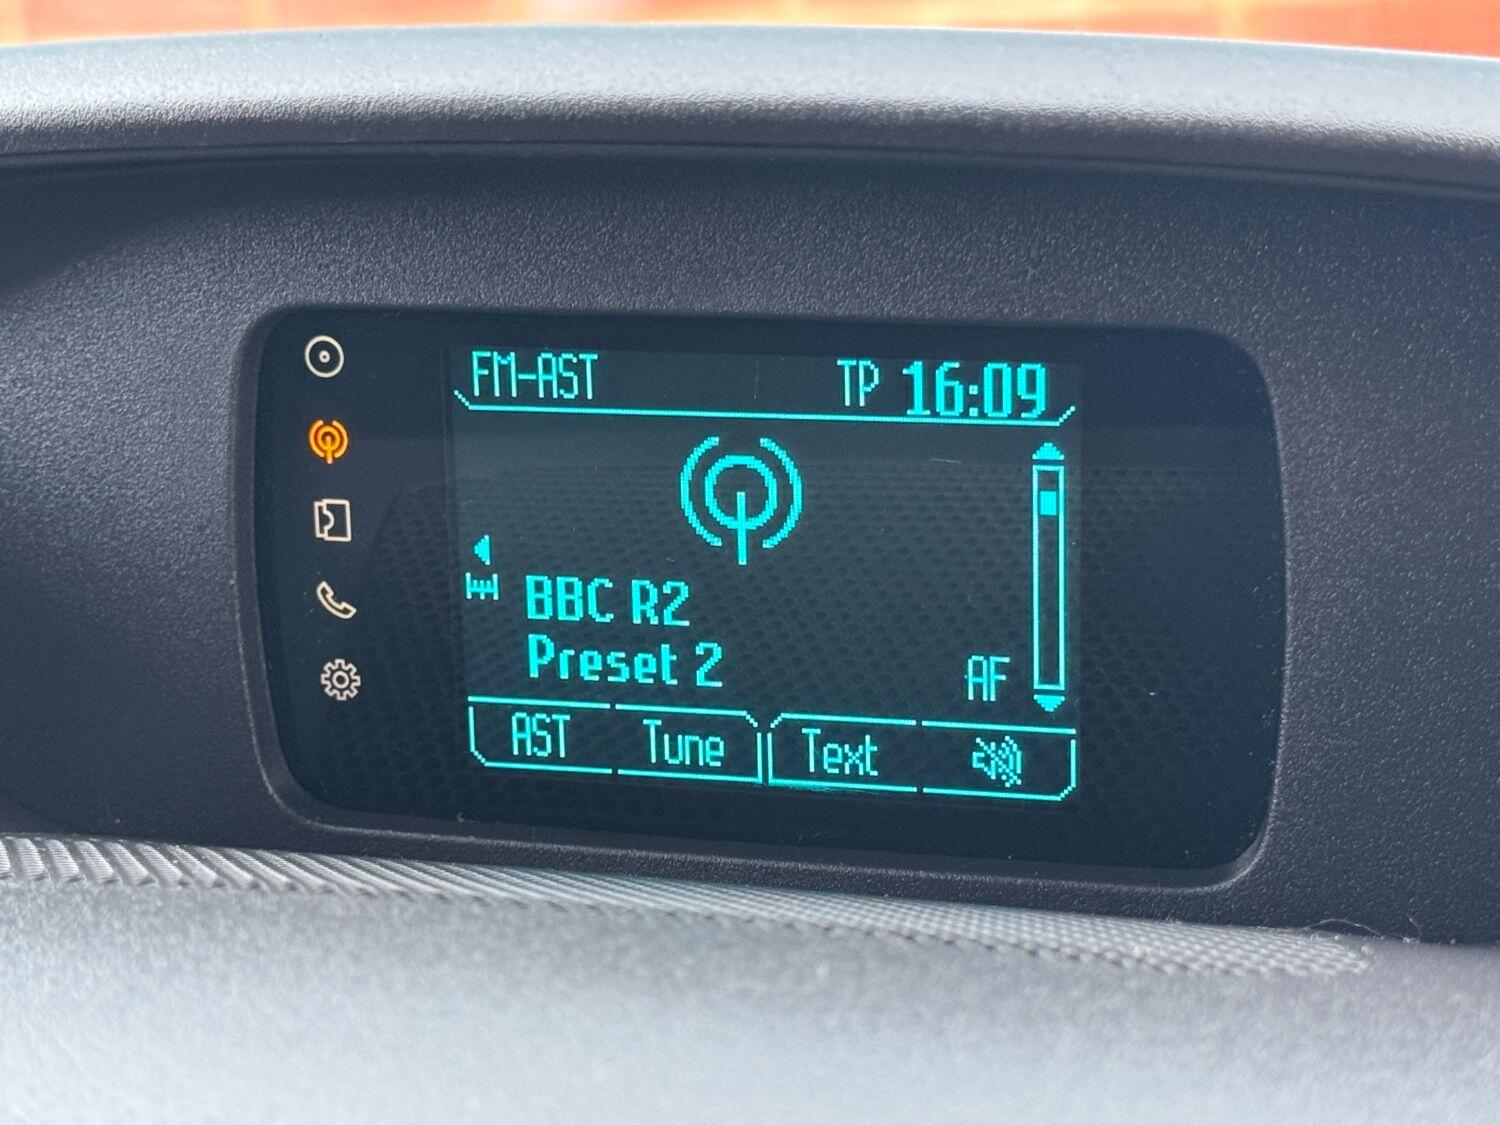 FM-AST TP 16:09
BBC R2
Preset 2
AF
AST Tune Text